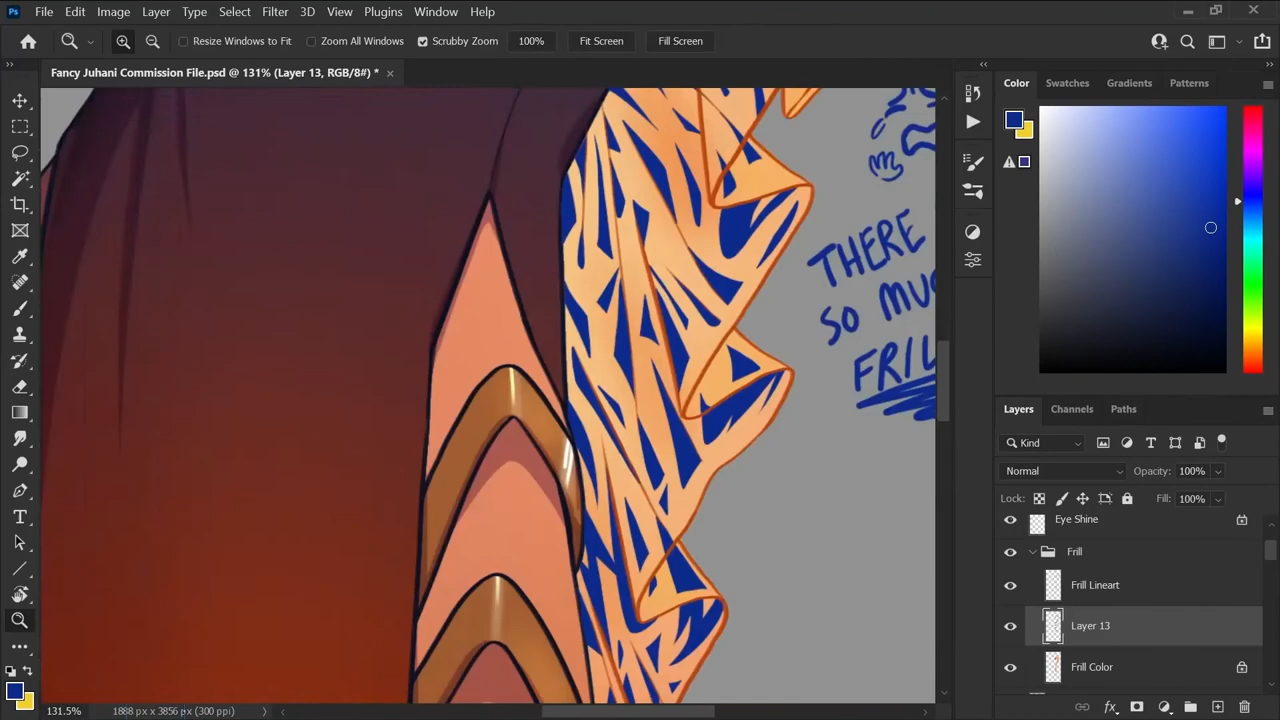 Ps File Edit Image Layer Type Select Filter 3D View Plugins Window Help
Resize Windows to Fit Zoom All Windows Scrubby Zoom 100% Fit Screen Fill Screen
Fancy Juhani Commission File.psd @ 131% (Layer 13, RGB/8#) * ×
Color Swatches Gradients Patterns
THERE
SO
FRIL
Layers Channels Paths
Kind
Normal Opacity: 100%
Lock: Fill: 100%
Eye Shine
Frill
Frill Lineart
Layer 13
Frill Color
131.5% 1888 px x 3856 px (300 ppi)